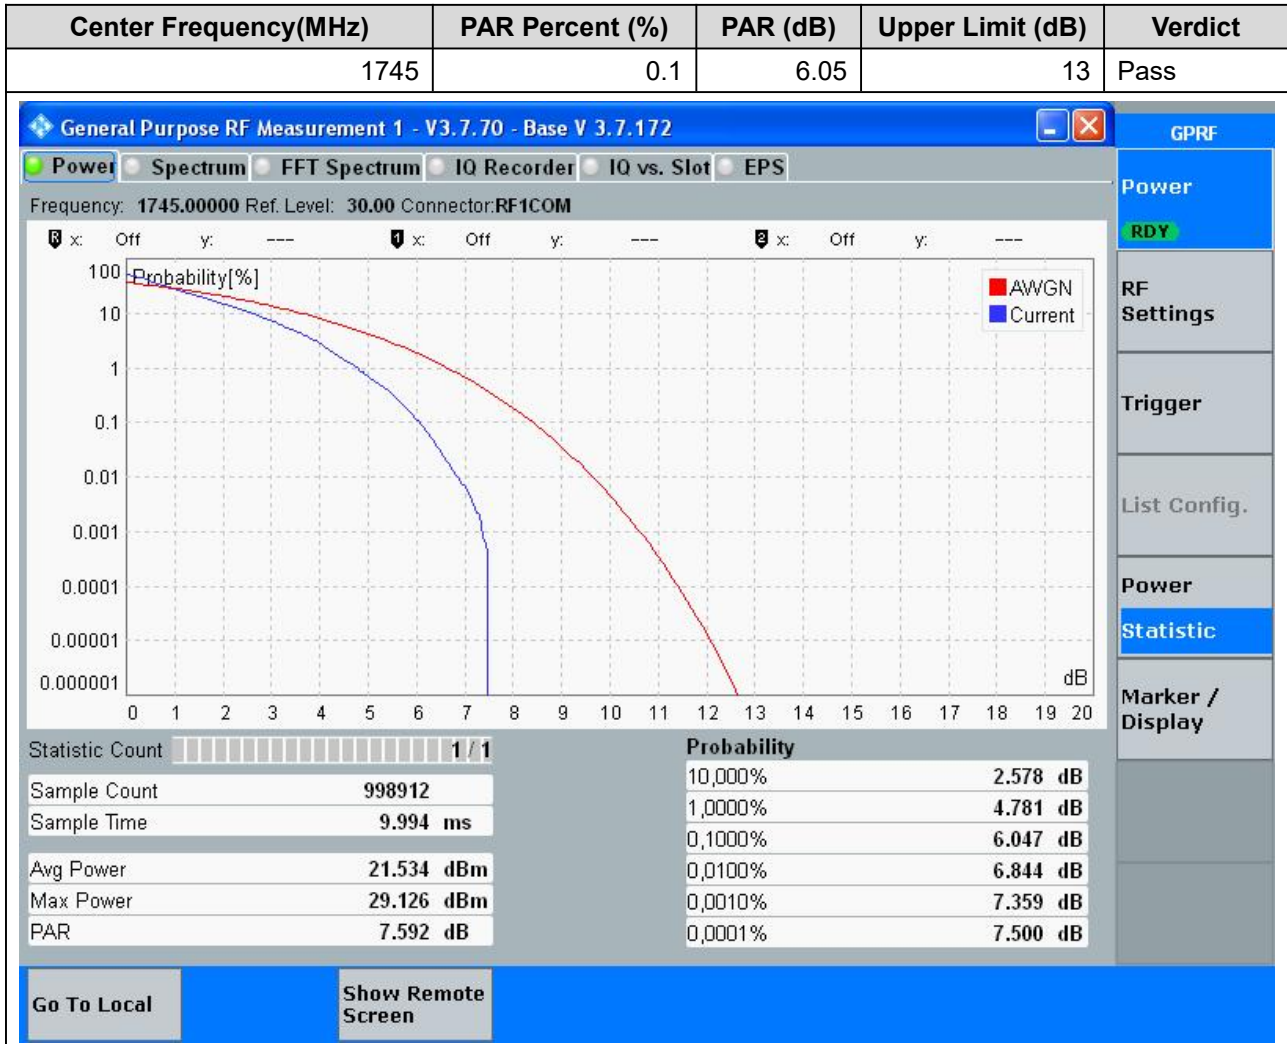 Center Frequency(MHz) PAR Percent (%) PAR (dB) Upper Limit (dB) Verdict
1745 0.1 6.05 13 Pass
General Purpose RF Measurement 1 - V3.7.70 - Base V 3.7.172
GPRF
Power Spectrum FFT Spectrum IQ Recorder IQ vs. Slot EPS
Frequency: 1745.00000 Ref. Level: 30.00 Connector:RF1COM
R x: Off y: --- 1 x: Off y: --- 2 x: Off y: ---
Probability[%]
AWGN
Current
100
10
1
0.1
0.01
0.001
0.0001
0.00001
0.000001
dB
0 1 2 3 4 5 6 7 8 9 10 11 12 13 14 15 16 17 18 19 20
Statistic Count 1 / 1
Sample Count 998912
Sample Time 9.994 ms
Avg Power 21.534 dBm
Max Power 29.126 dBm
PAR 7.592 dB
Probability
10,000% 2.578 dB
1,0000% 4.781 dB
0,1000% 6.047 dB
0,0100% 6.844 dB
0,0010% 7.359 dB
0,0001% 7.500 dB
Power
RDY
RF
Settings
Trigger
List Config.
Power
Statistic
Marker /
Display
Go To Local
Show Remote
Screen